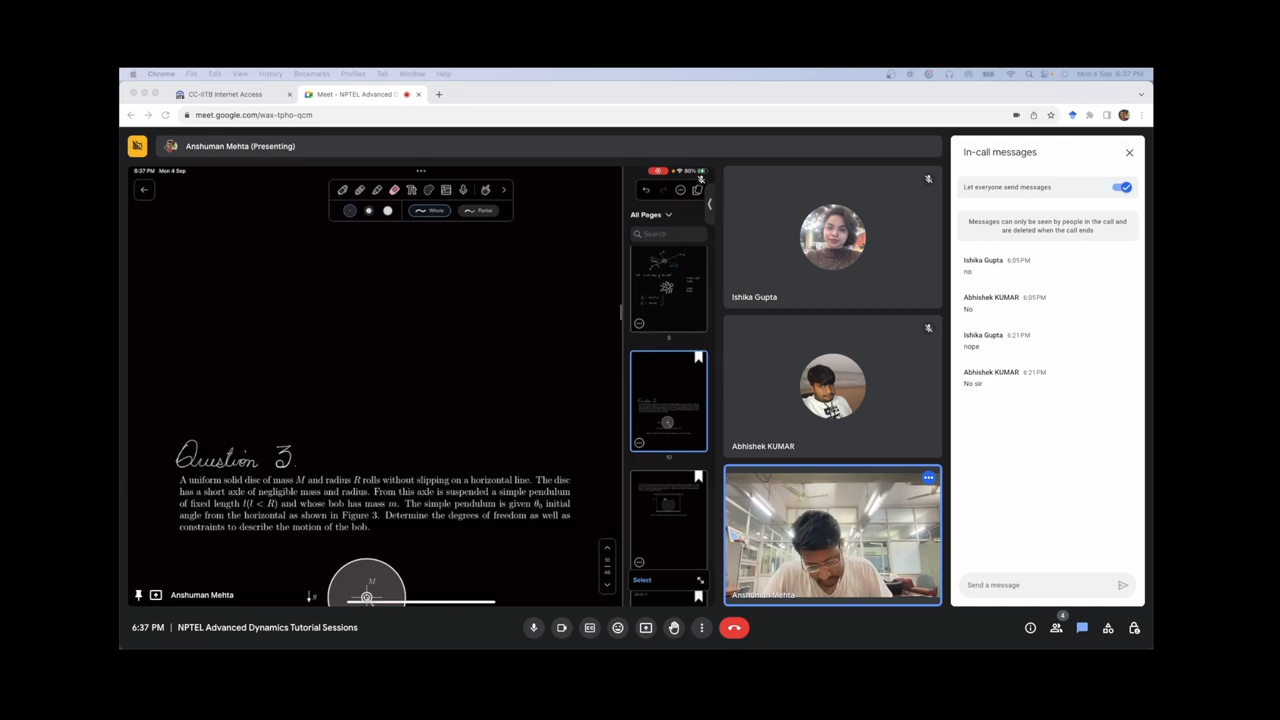 Chrome File Edit View History Bookmarks Profiles Tab Window Help
Mon 4 Sep 6:37 PM
CC-IITB Internet Access
Meet - NPTEL Advanced D
meet.google.com/wax-tpho-qcm
Anshuman Mehta (Presenting)
6:37 PM Mon 4 Sep
80%
Whole
Partial
All Pages
Search
9
10
Select
Question 3.
A uniform solid disc of mass M and radius R rolls without slipping on a horizontal line. The disc
has a short axle of negligible mass and radius. From this axle is suspended a simple pendulum
of fixed length l(l < R) and whose bob has mass m. The simple pendulum is given θ0 initial
angle from the horizontal as shown in Figure 3. Determine the degrees of freedom as well as
constraints to describe the motion of the bob.
M
g
Anshuman Mehta
Ishika Gupta
Abhishek KUMAR
Anshuman Mehta
In-call messages
Let everyone send messages
Messages can only be seen by people in the call and
are deleted when the call ends
Ishika Gupta 6:05 PM
no
Abhishek KUMAR 6:05 PM
No
Ishika Gupta 6:21 PM
nope
Abhishek KUMAR 6:21 PM
No sir
Send a message
6:37 PM NPTEL Advanced Dynamics Tutorial Sessions
4